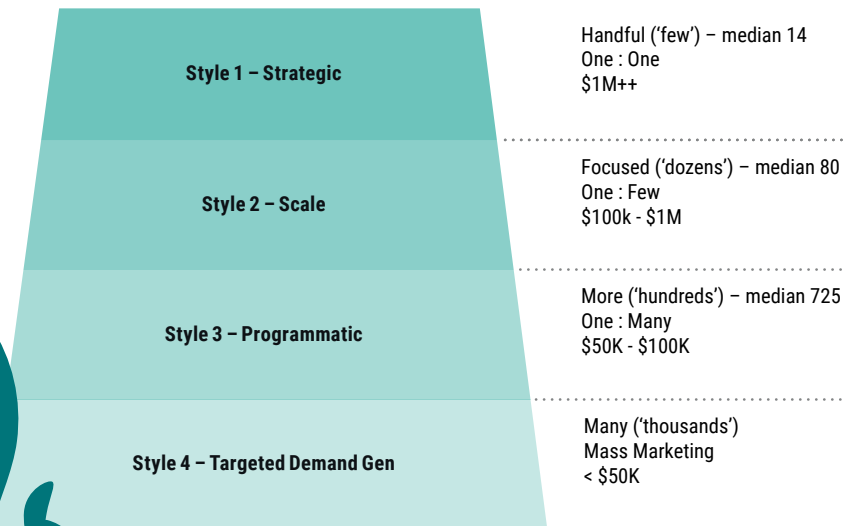 Style 1 – Strategic
Handful (‘few’) – median 14
One : One
$1M++
Style 2 – Scale
Focused (‘dozens’) – median 80
One : Few
$100k - $1M
Style 3 – Programmatic
More (‘hundreds’) – median 725
One : Many
$50K - $100K
Style 4 – Targeted Demand Gen
Many (‘thousands’)
Mass Marketing
< $50K